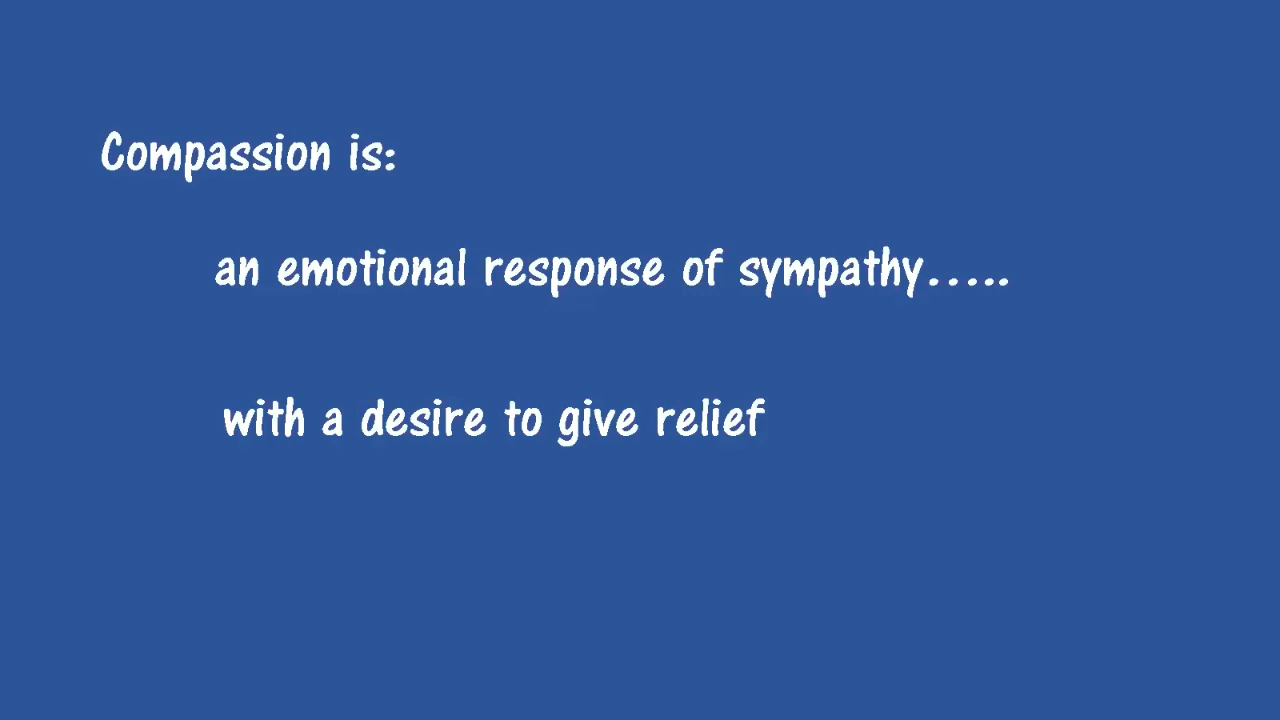 Compassion is:
an emotional response of sympathy.....
with a desire to give relief